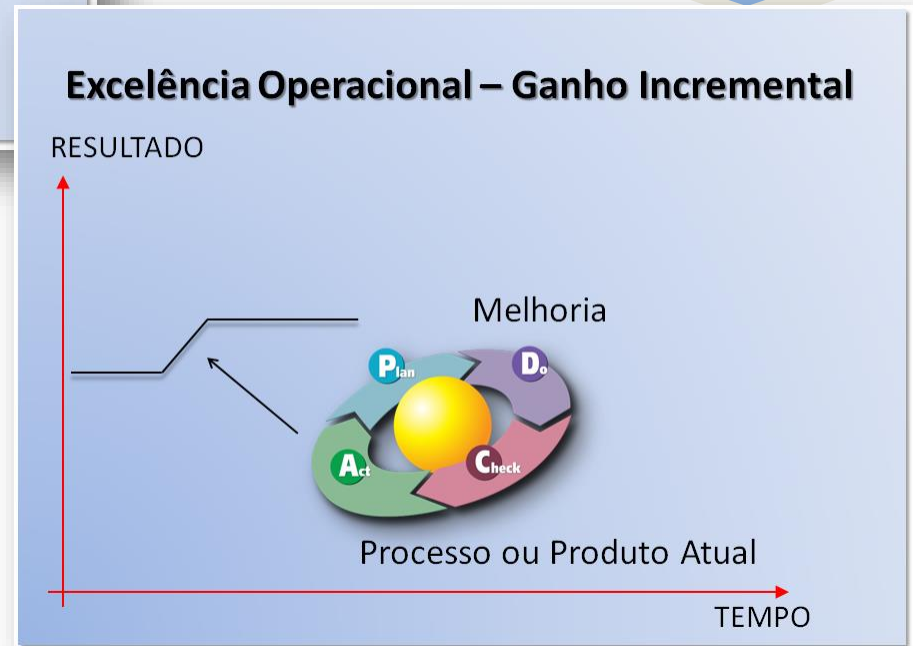 Excelência Operacional – Ganho Incremental
RESULTADO
Melhoria
Plan
Do
Act
Check
Processo ou Produto Atual
TEMPO